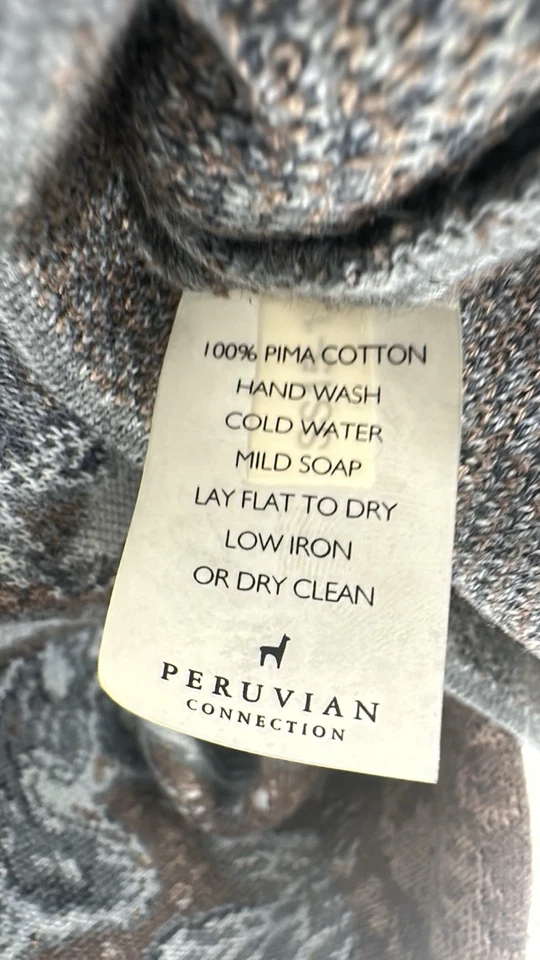 100% PIMA COTTON
HAND WASH
COLD WATER
MILD SOAP
LAY FLAT TO DRY
LOW IRON
OR DRY CLEAN
PERUVIAN
CONNECTION